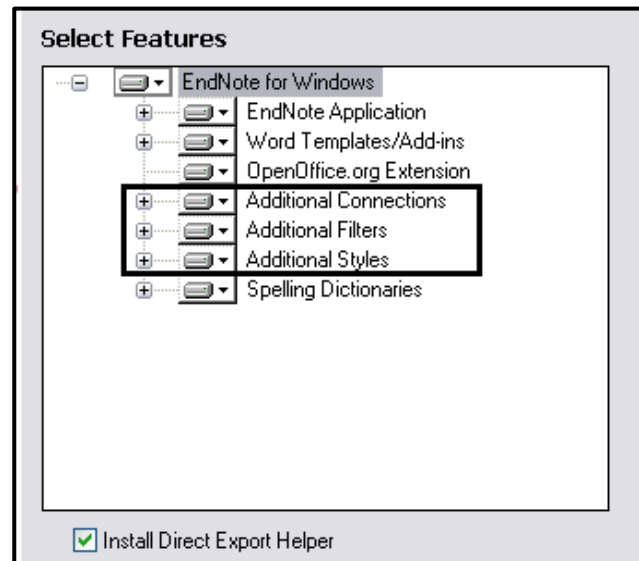 Select Features
EndNote for Windows
EndNote Application
Word Templates/Add-ins
OpenOffice.org Extension
Additional Connections
Additional Filters
Additional Styles
Spelling Dictionaries
Install Direct Export Helper